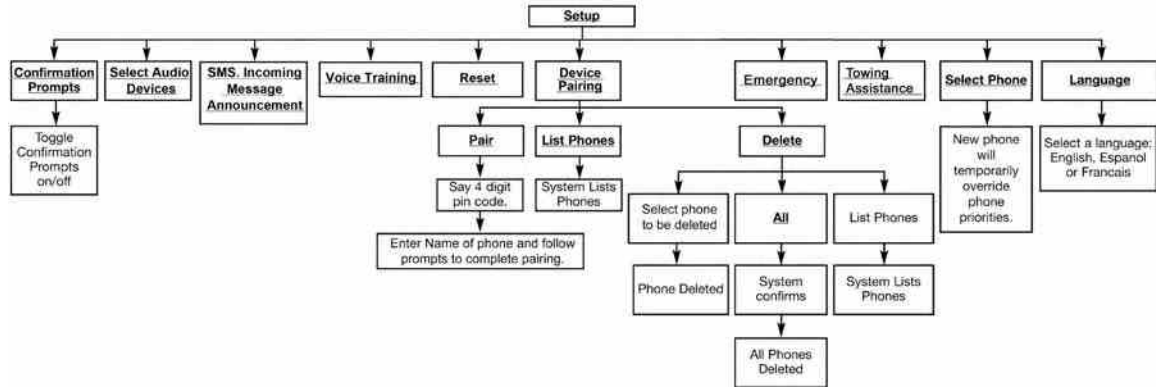 Setup
Confirmation
Prompts
Select Audio
Devices
SMS. Incoming
Message
Announcement
Voice Training
Reset
Device
Pairing
Emergency
Towing
Assistance
Select Phone
Language
Toggle
Confirmation
Prompts
on/off
Pair
List Phones
Delete
New phone
will
temporarily
override
phone
priorities.
Select a language:
English, Espanol
or Francais
Say 4 digit
pin code.
System Lists
Phones
Select phone
to be deleted
All
List Phones
Enter Name of phone and follow
prompts to complete pairing.
Phone Deleted
System
confirms
System Lists
Phones
All Phones
Deleted